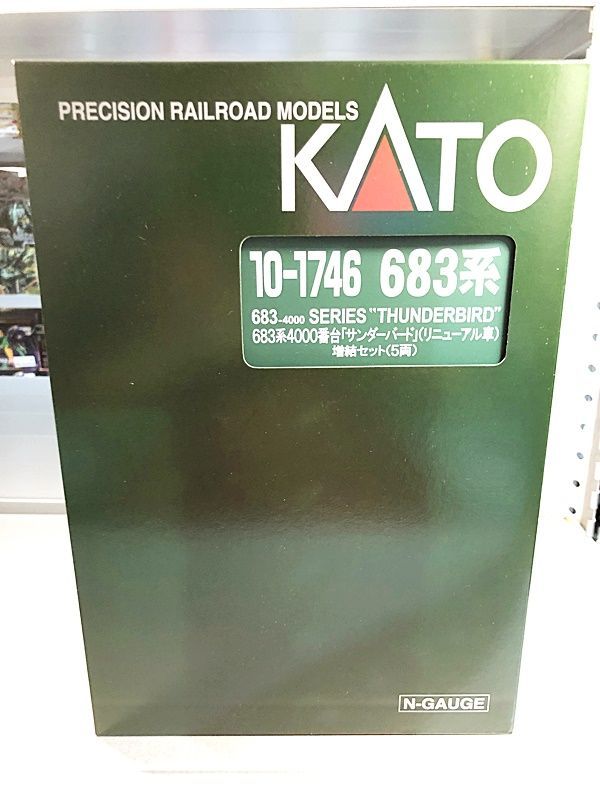 PRECISION RAILROAD MODELS
KATO
10-1746 683系
683-4000 SERIES "THUNDERBIRD"
683系4000番台「サンダーバード」(リニューアル車)
増結セット(5両)
N-GAUGE